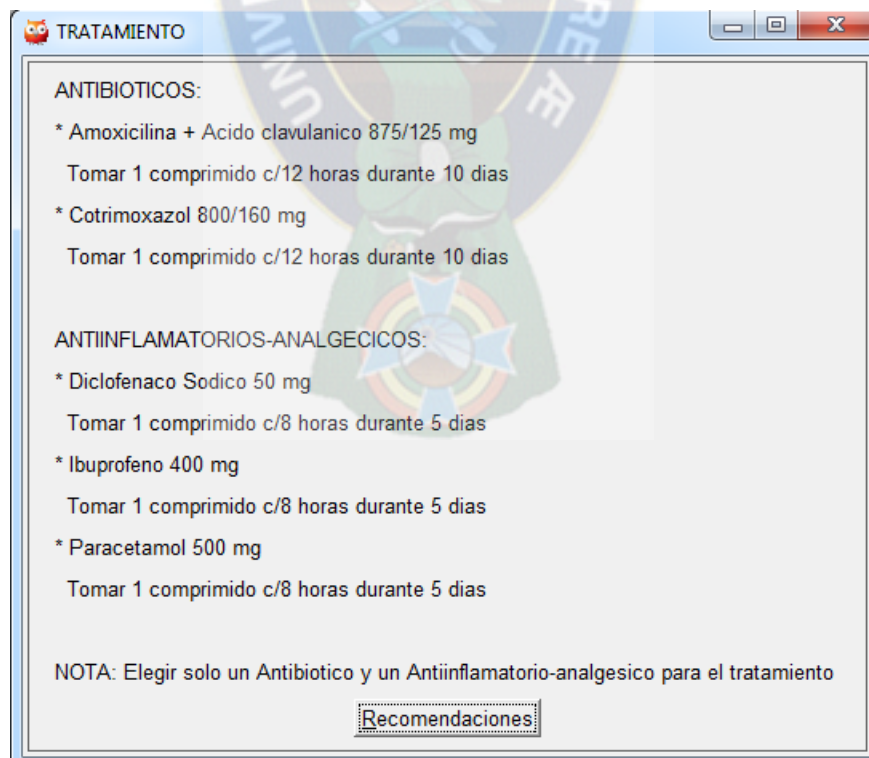 TRATAMIENTO
ANTIBIOTICOS:
* Amoxicilina + Acido clavulanico 875/125 mg
Tomar 1 comprimido c/12 horas durante 10 dias
* Cotrimoxazol 800/160 mg
Tomar 1 comprimido c/12 horas durante 10 dias
ANTIINFLAMATORIOS-ANALGECICOS:
* Diclofenaco Sodico 50 mg
Tomar 1 comprimido c/8 horas durante 5 dias
* Ibuprofeno 400 mg
Tomar 1 comprimido c/8 horas durante 5 dias
* Paracetamol 500 mg
Tomar 1 comprimido c/8 horas durante 5 dias
NOTA: Elegir solo un Antibiotico y un Antiinflamatorio-analgesico para el tratamiento
Recomendaciones